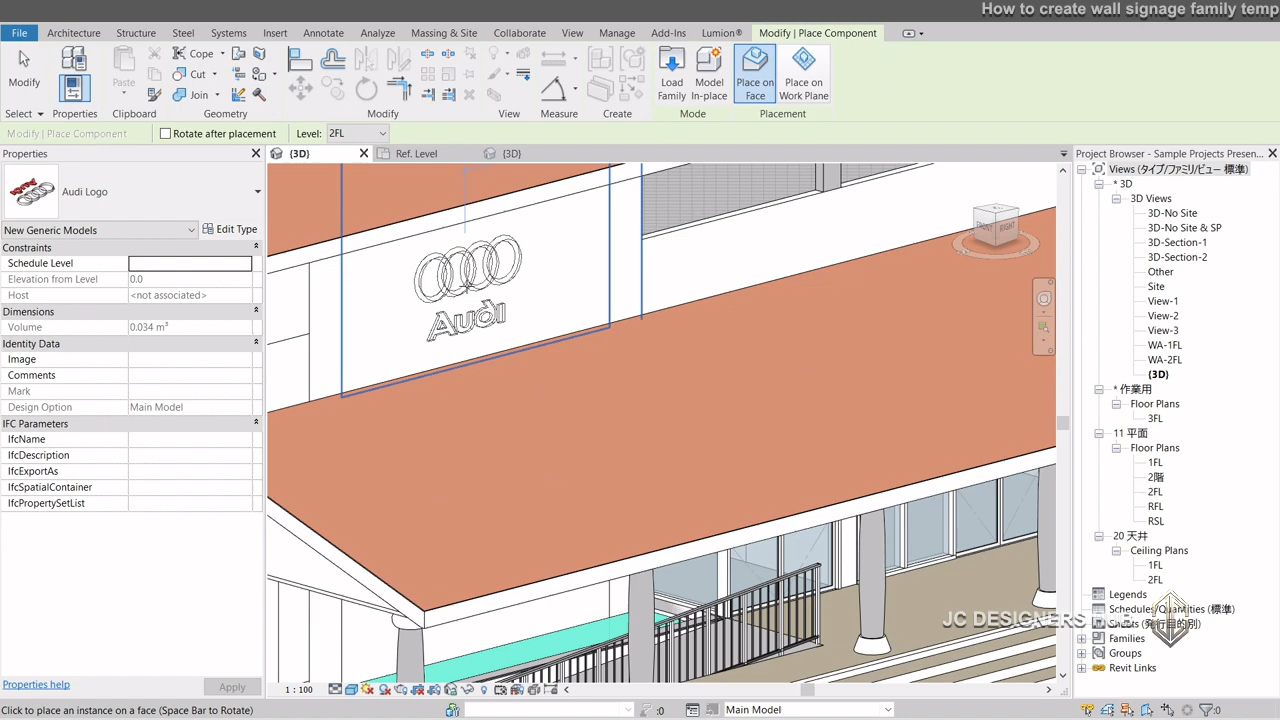 How to create wall signage family temp
File Architecture Structure Steel Systems Insert Annotate Analyze Massing & Site Collaborate View Manage Add-Ins Lumion® Modify | Place Component
Modify
Paste
Cope
Cut
Join
Load Family
Model In-place
Place on Face
Place on Work Plane
Select Properties Clipboard Geometry Modify View Measure Create Mode Placement
Modify | Place Component Rotate after placement Level: 2FL
Properties
{3D} Ref. Level {3D}
Project Browser - Sample Projects Presen...
Audi Logo
New Generic Models Edit Type
Constraints
Schedule Level
Elevation from Level 0.0
Host <not associated>
Dimensions
Volume 0.034 m³
Identity Data
Image
Comments
Mark
Design Option Main Model
IFC Parameters
IfcName
IfcDescription
IfcExportAs
IfcSpatialContainer
IfcPropertySetList
Properties help Apply
Audi
FRONT RIGHT
Views (タイプ/ファミリ/ビュー 標準)
* 3D
3D Views
3D-No Site
3D-No Site & SP
3D-Section-1
3D-Section-2
Other
Site
View-1
View-2
View-3
WA-1FL
WA-2FL
{3D}
* 作業用
Floor Plans
3FL
11 平面
Floor Plans
1FL
2階
2FL
RFL
RSL
20 天井
Ceiling Plans
1FL
2FL
Legends
Schedules/Quantities (標準)
Families
Groups
Revit Links
JC DESIGNERS
1 : 100
Click to place an instance on a face (Space Bar to Rotate) :0 Main Model :0